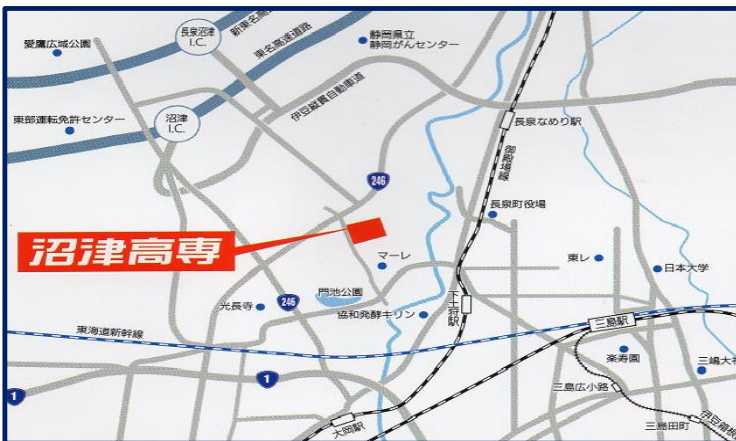 愛鷹広域公園
長泉沼津
I.C.
新東名高
東名高速道路
静岡県立
静岡がんセンター
東部運転免許センター
沼津
I.C.
伊豆縦貫自動車道
長泉なめり駅
御殿場線
246
長泉町役場
沼津高専
マーレ
東レ
日本大学
門池公園
光長寺
246
協和発酵キリン
下土狩駅
東海道新幹線
三島駅
楽寿園
三嶋大社
1
1
三島広小路
大岡駅
三島田町
伊豆箱根